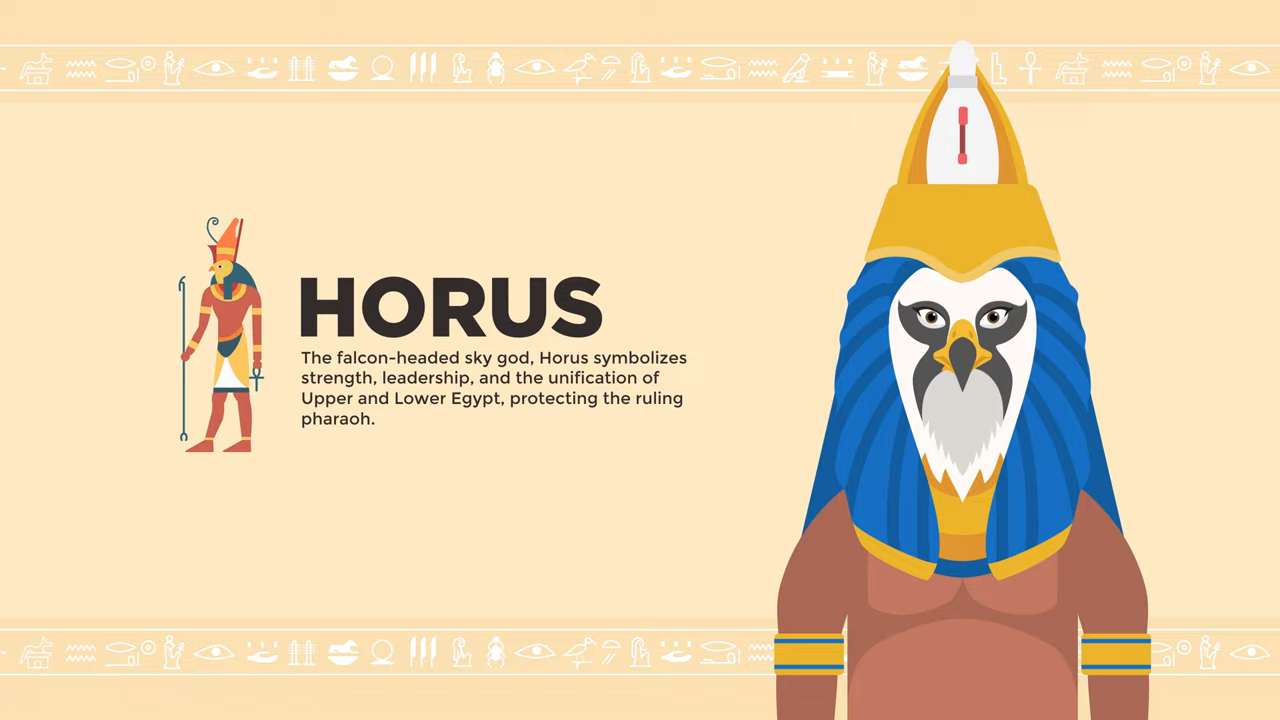 HORUS
The falcon-headed sky god, Horus symbolizes
strength, leadership, and the unification of
Upper and Lower Egypt, protecting the ruling
pharaoh.